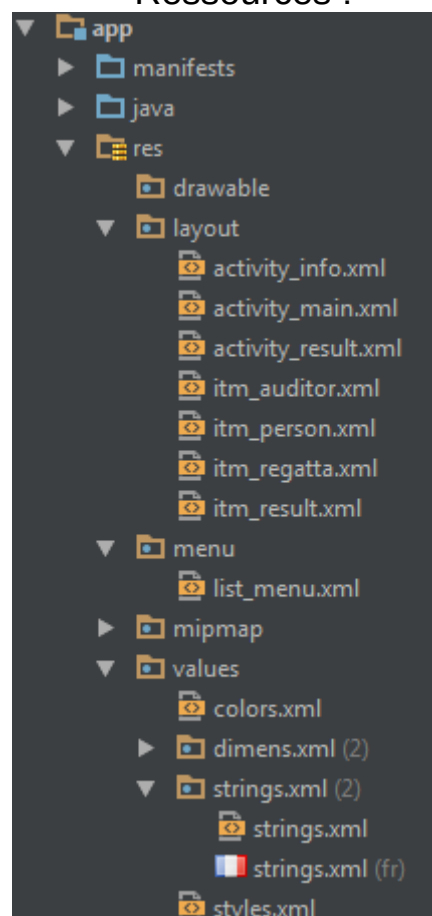 Ressources :
app
manifests
java
res
drawable
layout
activity_info.xml
activity_main.xml
activity_result.xml
itm_auditor.xml
itm_person.xml
itm_regatta.xml
itm_result.xml
menu
list_menu.xml
mipmap
values
colors.xml
dimens.xml (2)
strings.xml (2)
strings.xml
strings.xml (fr)
styles.xml